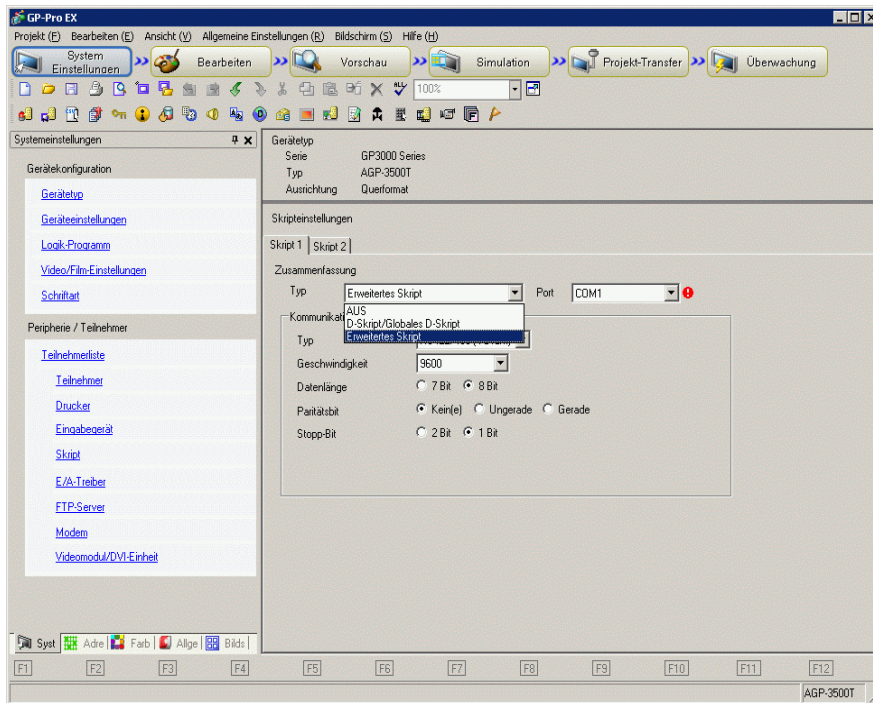 GP-Pro EX
Projekt (F) Bearbeiten (E) Ansicht (V) Allgemeine Einstellungen (R) Bildschirm (S) Hilfe (H)
System Einstellungen
Bearbeiten
Vorschau
Simulation
Projekt-Transfer
Überwachung
100%
Systemeinstellungen
Gerätekonfiguration
Gerätetyp
Geräteeinstellungen
Logik-Programm
Video/Film-Einstellungen
Schriftart
Peripherie / Teilnehmer
Teilnehmerliste
Teilnehmer
Drucker
Eingabegerät
Skript
E/A-Treiber
FTP-Server
Modem
Videomodul/DVI-Einheit
Syst Adre Farb Allge Bilds
Gerätetyp
Serie GP3000 Series
Typ AGP-3500T
Ausrichtung Querformat
Skripteinstellungen
Skript 1 Skript 2
Zusammenfassung
Typ Erweitertes Skript Port COM1
AUS
D-Skript/Globales D-Skript
Erweitertes Skript
Kommunikati
Typ
Geschwindigkeit 9600
Datenlänge 7 Bit 8 Bit
Paritätsbit Kein(e) Ungerade Gerade
Stopp-Bit 2 Bit 1 Bit
F1 F2 F3 F4 F5 F6 F7 F8 F9 F10 F11 F12
AGP-3500T